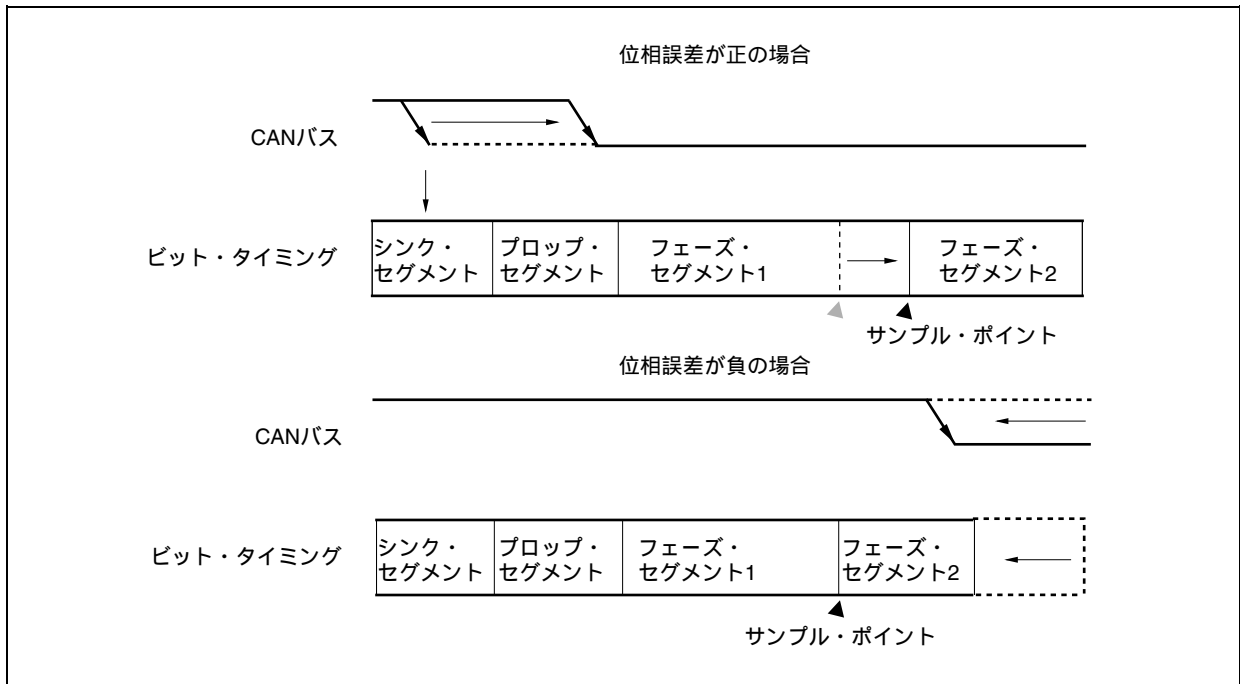 位相誤差が正の場合
CANバス
ビット・タイミング
シンク・
セグメント
プロップ・
セグメント
フェーズ・
セグメント1
フェーズ・
セグメント2
サンプル・ポイント
位相誤差が負の場合
CANバス
ビット・タイミング
シンク・
セグメント
プロップ・
セグメント
フェーズ・
セグメント1
フェーズ・
セグメント2
サンプル・ポイント